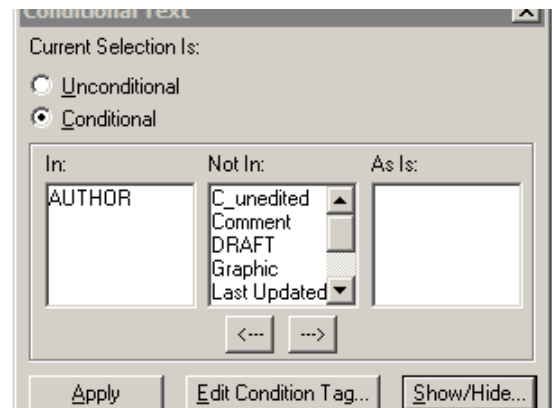 Conditional Text
Current Selection Is:
Unconditional
Conditional
In: Not In: As Is:
AUTHOR
C_unedited
Comment
DRAFT
Graphic
Last Updated
<--- --->
Apply Edit Condition Tag... Show/Hide...